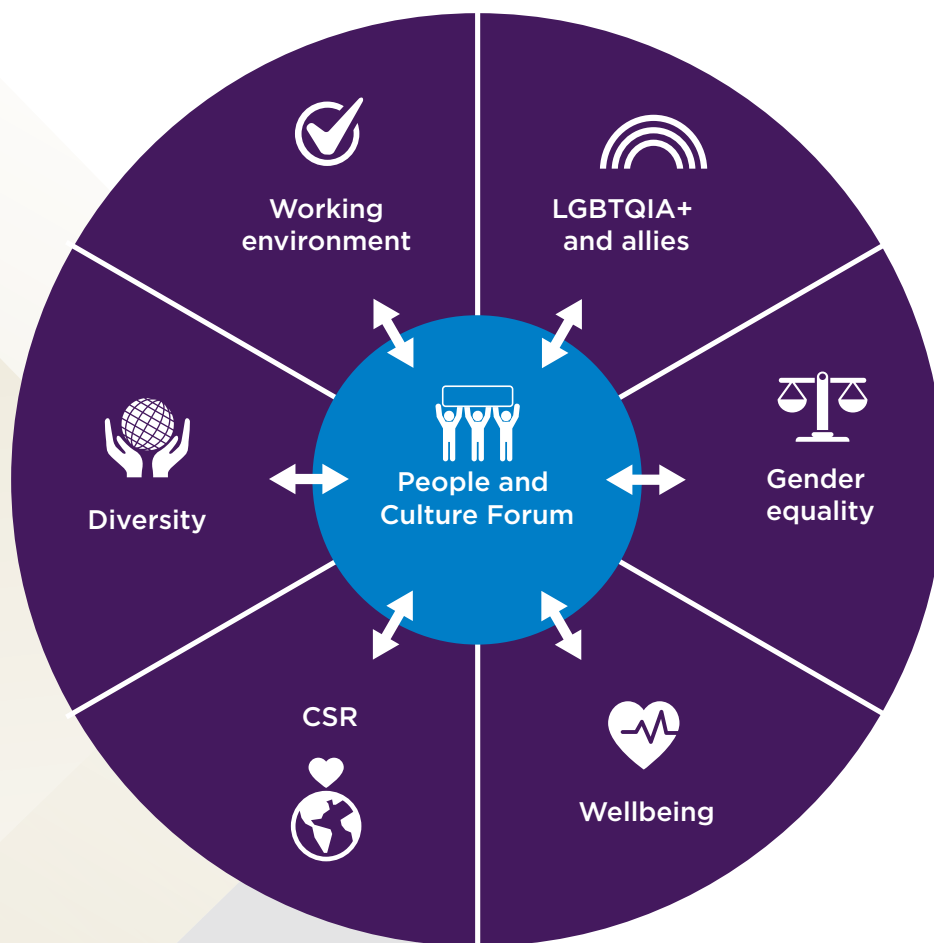 Working
environment
LGBTQIA+
and allies
Diversity
People and
Culture Forum
Gender
equality
CSR
Wellbeing